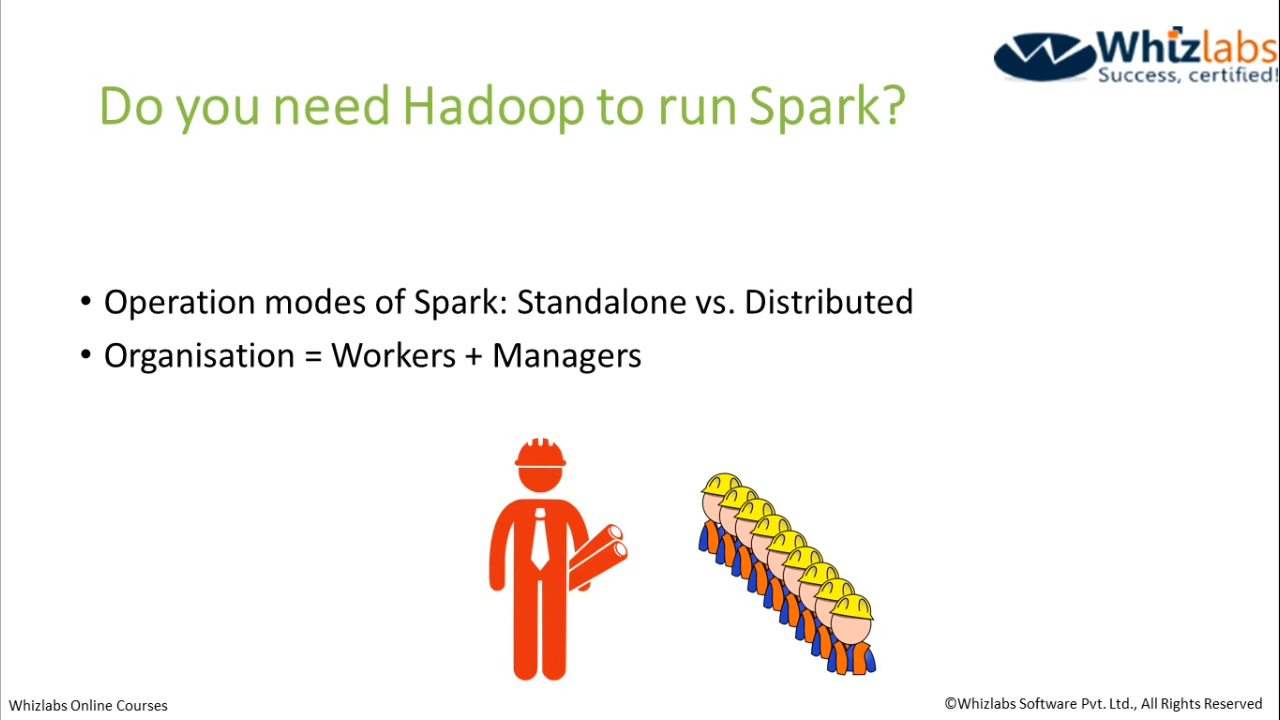 Whizlabs
Success, certified!
Do you need Hadoop to run Spark?
• Operation modes of Spark: Standalone vs. Distributed
• Organisation = Workers + Managers
Whizlabs Online Courses
©Whizlabs Software Pvt. Ltd., All Rights Reserved